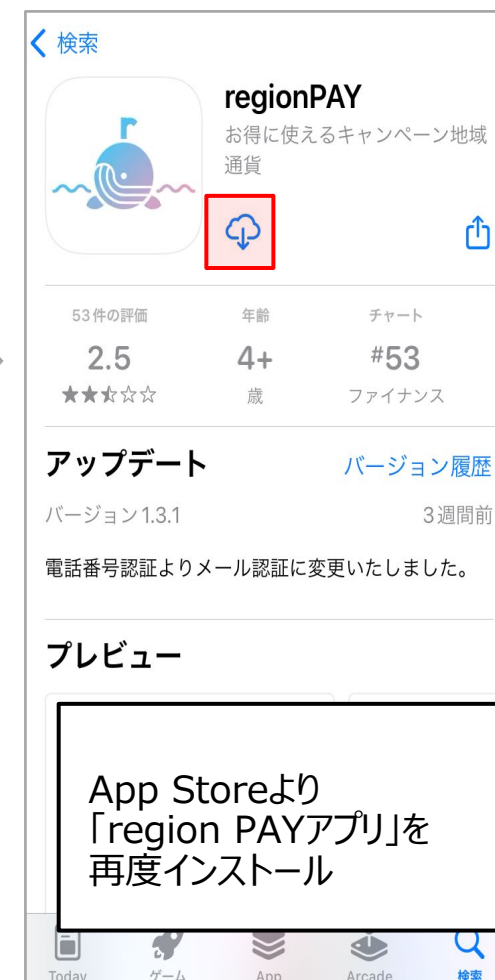 検索
regionPAY
お得に使えるキャンペーン地域
通貨
53件の評価
年齢
チャート
2.5
4+
#53
★★☆☆☆
歳
ファイナンス
アップデート
バージョン履歴
バージョン 1.3.1
3週間前
電話番号認証よりメール認証に変更いたしました。
プレビュー
App Storeより
「region PAYアプリ」を
再度インストール
Today
ゲーム
App
Arcade
検索